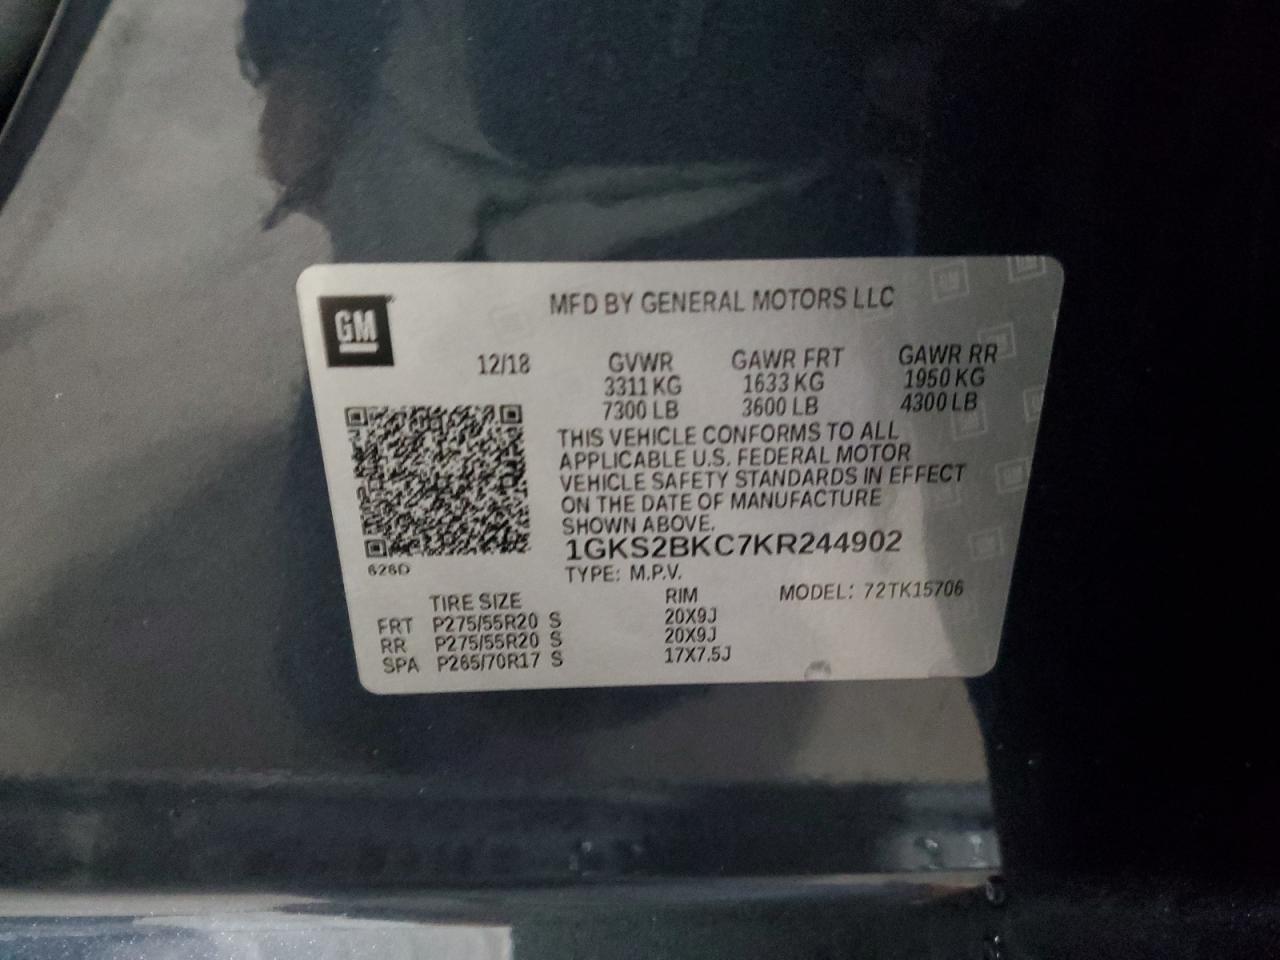 GM
MFD BY GENERAL MOTORS LLC
12/18 GVWR GAWR FRT GAWR RR
3311 KG 1633 KG 1950 KG
7300 LB 3600 LB 4300 LB
THIS VEHICLE CONFORMS TO ALL
APPLICABLE U.S. FEDERAL MOTOR
VEHICLE SAFETY STANDARDS IN EFFECT
ON THE DATE OF MANUFACTURE
SHOWN ABOVE.
1GKS2BKC7KR244902
626D
TYPE: M.P.V. MODEL: 72TK15706
TIRE SIZE RIM
FRT P275/55R20 S 20X9J
RR P275/55R20 S 20X9J
SPA P265/70R17 S 17X7.5J